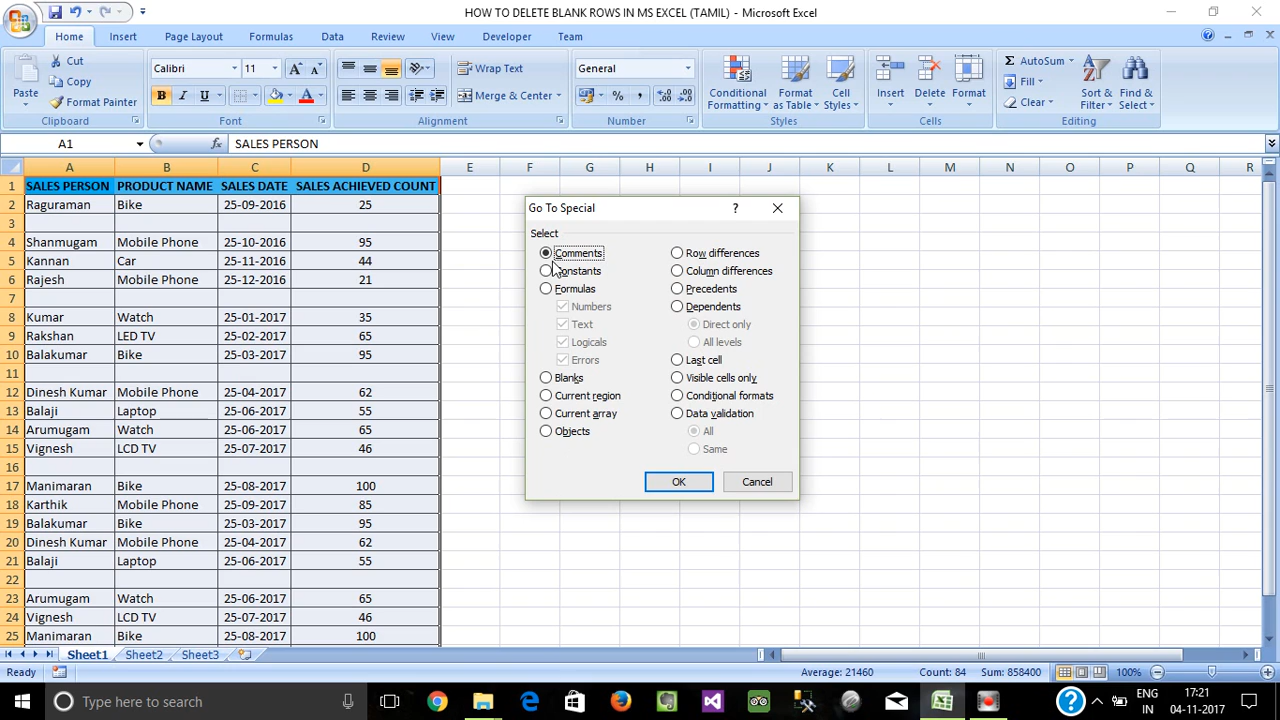 HOW TO DELETE BLANK ROWS IN MS EXCEL (TAMIL) - Microsoft Excel
Home Insert Page Layout Formulas Data Review View Developer Team
Paste
Cut
Copy
Format Painter
Clipboard
Calibri 11
B I U
Font
Wrap Text
Merge & Center
Alignment
General
Number
Conditional Formatting
Format as Table
Cell Styles
Styles
Insert Delete Format
Cells
AutoSum
Fill
Clear
Sort & Filter
Find & Select
Editing
A1 fx SALES PERSON
A B C D E F G H I J K L M N O P Q R
1 SALES PERSON PRODUCT NAME SALES DATE SALES ACHIEVED COUNT
2 Raguraman Bike 25-09-2016 25
3
4 Shanmugam Mobile Phone 25-10-2016 95
5 Kannan Car 25-11-2016 44
6 Rajesh Mobile Phone 25-12-2016 21
7
8 Kumar Watch 25-01-2017 35
9 Rakshan LED TV 25-02-2017 65
10 Balakumar Bike 25-03-2017 95
11
12 Dinesh Kumar Mobile Phone 25-04-2017 62
13 Balaji Laptop 25-06-2017 55
14 Arumugam Watch 25-06-2017 65
15 Vignesh LCD TV 25-07-2017 46
16
17 Manimaran Bike 25-08-2017 100
18 Karthik Mobile Phone 25-09-2017 85
19 Balakumar Bike 25-03-2017 95
20 Dinesh Kumar Mobile Phone 25-04-2017 62
21 Balaji Laptop 25-06-2017 55
22
23 Arumugam Watch 25-06-2017 65
24 Vignesh LCD TV 25-07-2017 46
25 Manimaran Bike 25-08-2017 100
Go To Special ?
Select
Comments
Constants
Formulas
Numbers
Text
Logicals
Errors
Blanks
Current region
Current array
Objects
Row differences
Column differences
Precedents
Dependents
Direct only
All levels
Last cell
Visible cells only
Conditional formats
Data validation
All
Same
OK Cancel
Sheet1 Sheet2 Sheet3
Ready Average: 21460 Count: 84 Sum: 858400 100%
Type here to search
ENG 17:21
IN 04-11-2017